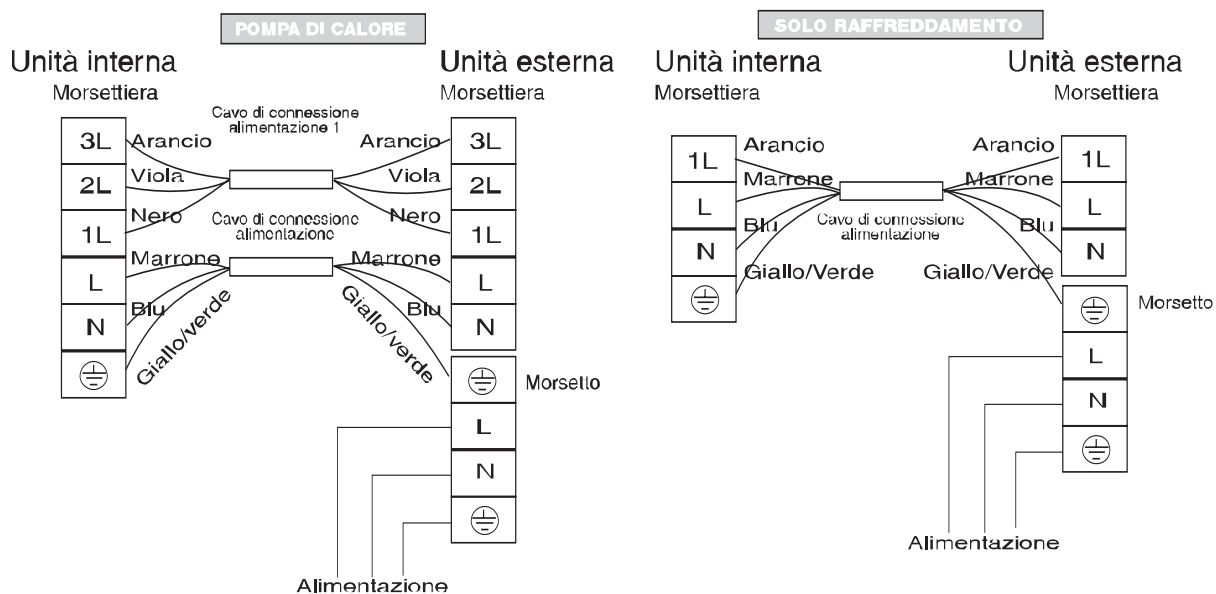 POMPA DI CALORE
Unità interna
Unità esterna
Morsettiera
Morsettiera
Cavo di connessione
alimentazione 1
3L
Arancio
Arancio
3L
2L
Viola
Viola
2L
1L
Nero
Nero
1L
Cavo di connessione
alimentazione
L
Marrone
Marrone
L
N
Blu
Blu
N
Giallo/verde
Giallo/verde
Morsetto
L
N
Alimentazione
SOLO RAFFREDDAMENTO
Unità interna
Unità esterna
Morsettiera
Morsettiera
1L
Arancio
Arancio
1L
L
Marrone
Marrone
L
Cavo di connessione
alimentazione
N
Blu
Blu
N
Giallo/Verde
Giallo/Verde
Morsetto
L
N
Alimentazione